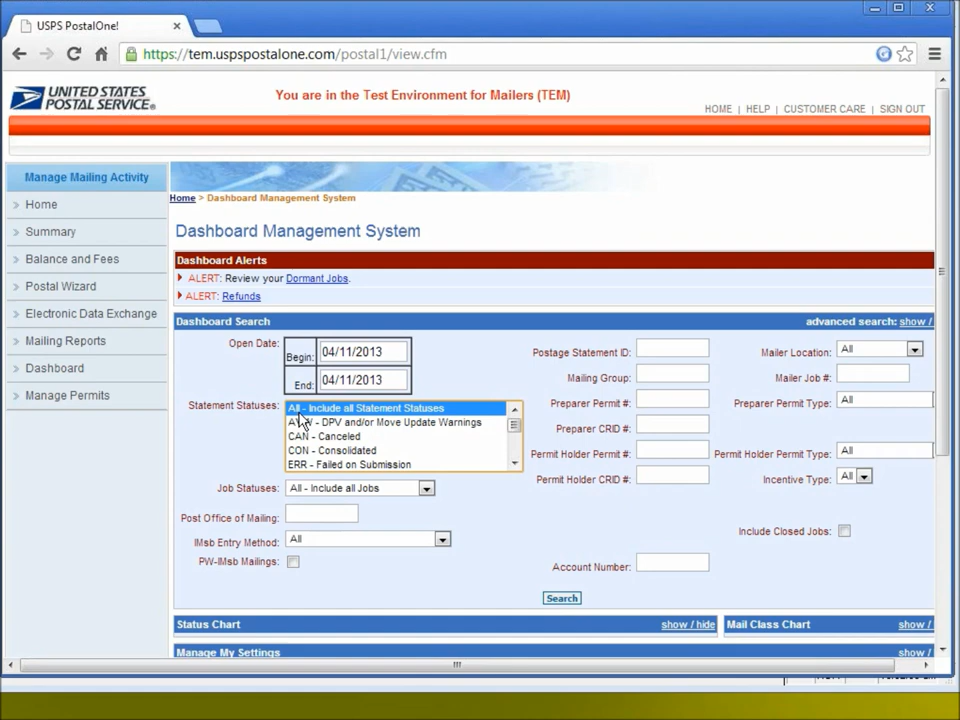 USPS PostalOne!
https://tem.uspspostalone.com/postal1/view.cfm
UNITED STATES
POSTAL SERVICE®
You are in the Test Environment for Mailers (TEM)
HOME | HELP | CUSTOMER CARE | SIGN OUT
Manage Mailing Activity
Home
Summary
Balance and Fees
Postal Wizard
Electronic Data Exchange
Mailing Reports
Dashboard
Manage Permits
Home > Dashboard Management System
Dashboard Management System
Dashboard Alerts
ALERT: Review your Dormant Jobs.
ALERT: Refunds
Dashboard Search
advanced search: show /
Open Date:
Begin: 04/11/2013
End: 04/11/2013
Statement Statuses:
All - Include all Statement Statuses
- DPV and/or Move Update Warnings
CAN - Canceled
CON - Consolidated
ERR - Failed on Submission
Job Statuses: All - Include all Jobs
Post Office of Mailing:
IMsb Entry Method: All
PW-IMsb Mailings:
Postage Statement ID:
Mailing Group:
Preparer Permit #:
Preparer CRID #:
Permit Holder Permit #:
Permit Holder CRID #:
Account Number:
Mailer Location: All
Mailer Job #:
Preparer Permit Type: All
Permit Holder Permit Type: All
Incentive Type: All
Include Closed Jobs:
Search
Status Chart show / hide
Mail Class Chart show /
Manage My Settings show /